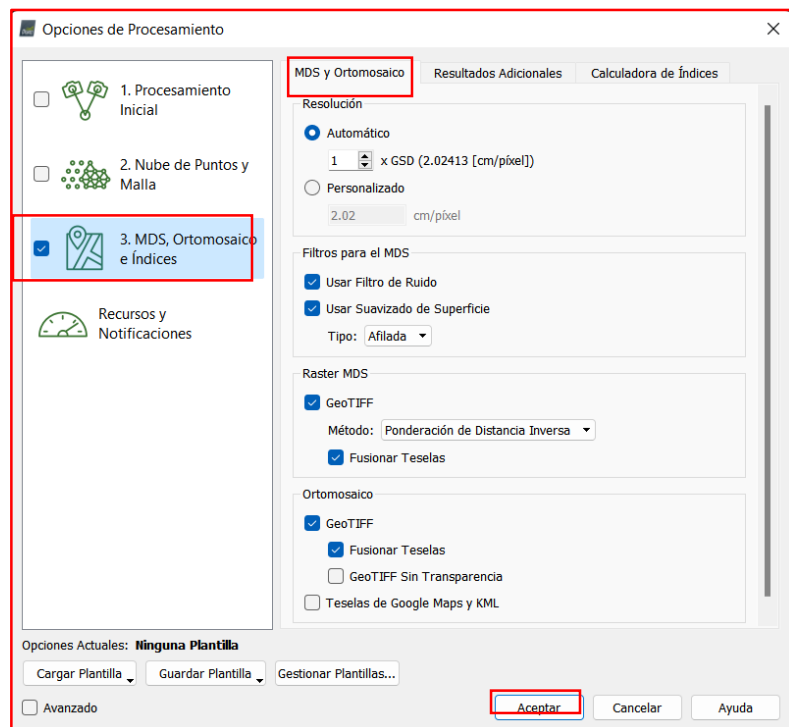 Opciones de Procesamiento
1. Procesamiento
Inicial
2. Nube de Puntos y
Malla
3. MDS, Ortomosaico
e Índices
Recursos y
Notificaciones
MDS y Ortomosaico
Resultados Adicionales
Calculadora de Índices
Resolución
Automático
1 x GSD (2.02413 [cm/píxel])
Personalizado
2.02 cm/píxel
Filtros para el MDS
Usar Filtro de Ruido
Usar Suavizado de Superficie
Tipo: Afilada
Raster MDS
GeoTIFF
Método: Ponderación de Distancia Inversa
Fusionar Teselas
Ortomosaico
GeoTIFF
Fusionar Teselas
GeoTIFF Sin Transparencia
Teselas de Google Maps y KML
Opciones Actuales: Ninguna Plantilla
Cargar Plantilla
Guardar Plantilla
Gestionar Plantillas...
Avanzado
Aceptar
Cancelar
Ayuda